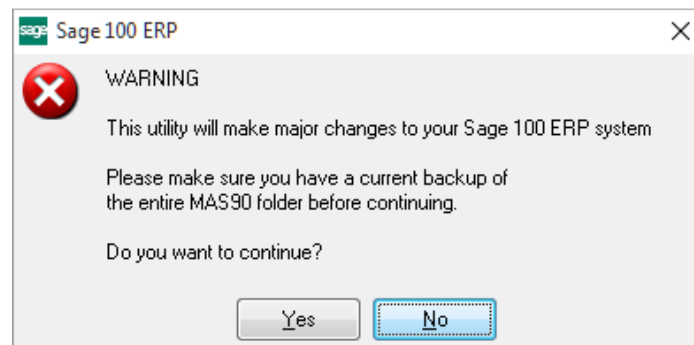 sage Sage 100 ERP
WARNING
This utility will make major changes to your Sage 100 ERP system
Please make sure you have a current backup of
the entire MAS90 folder before continuing.
Do you want to continue?
Yes No